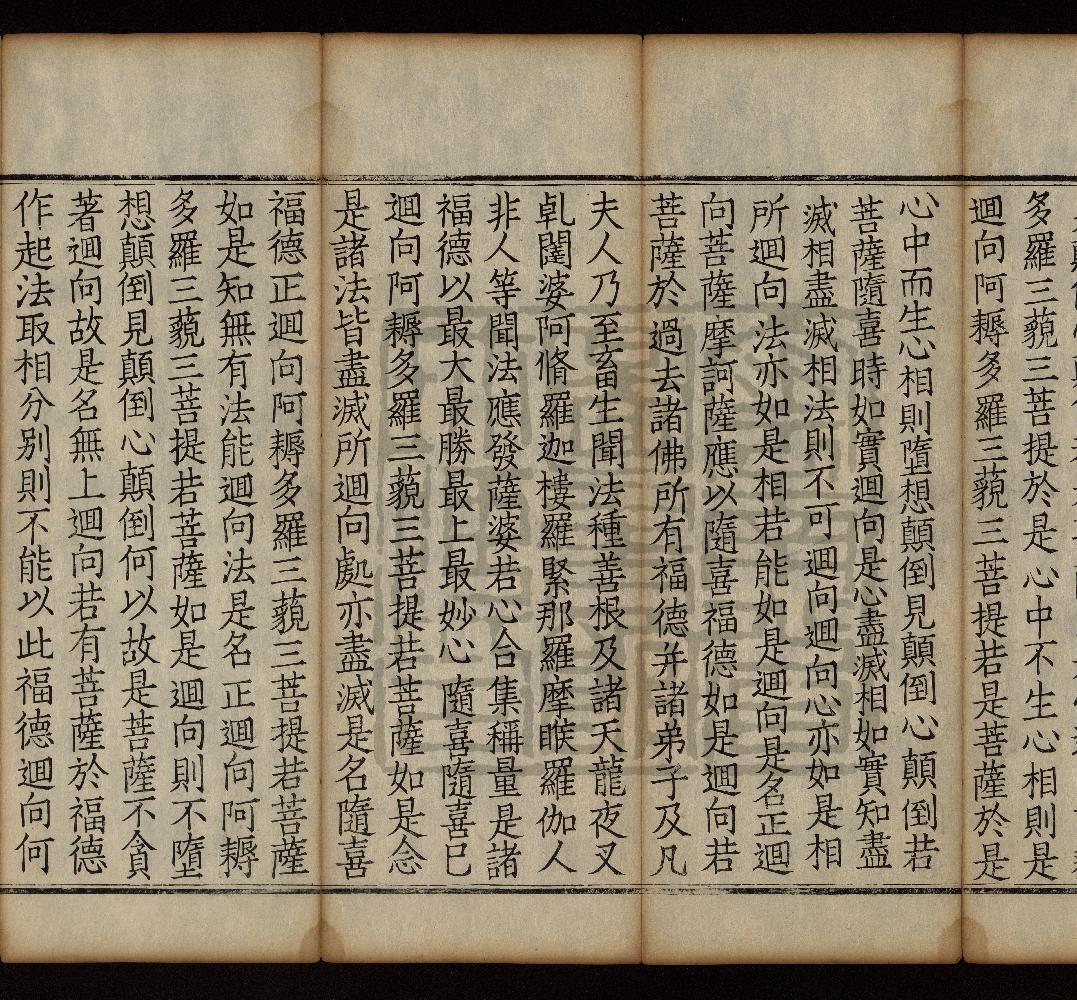 多羅三藐三菩提於是心中不生心相則是
迴向阿耨多羅三藐三菩提若是菩薩於是
心中而生心相則墮想顛倒見顛倒心顛倒若
菩薩隨喜時如實迴向是心盡滅相如實知盡
滅相盡滅相法則不可迴向迴向心亦如是相
所迴向法亦如是相若能如是迴向是名正迴
向菩薩摩訶薩應以隨喜福德如是迴向若
菩薩於過去諸佛所有福德并諸弟子及凡
夫人乃至畜生聞法種善根及諸天龍夜叉
乹闥婆阿脩羅迦樓羅緊那羅摩睺羅伽人
非人等聞法應發薩婆若心合集稱量是諸
福德以最大最勝最上最妙心隨喜隨喜已
迴向阿耨多羅三藐三菩提若菩薩如是念
是諸法皆盡滅所迴向處亦盡滅是名隨喜
福德正迴向阿耨多羅三藐三菩提若菩薩
如是知無有法能迴向法是名正迴向阿耨
多羅三藐三菩提若菩薩如是迴向則不墮
想顛倒見顛倒心顛倒何以故是菩薩不貪
著迴向故是名無上迴向若有菩薩於福德
作起法取相分别則不能以此福德迴向何